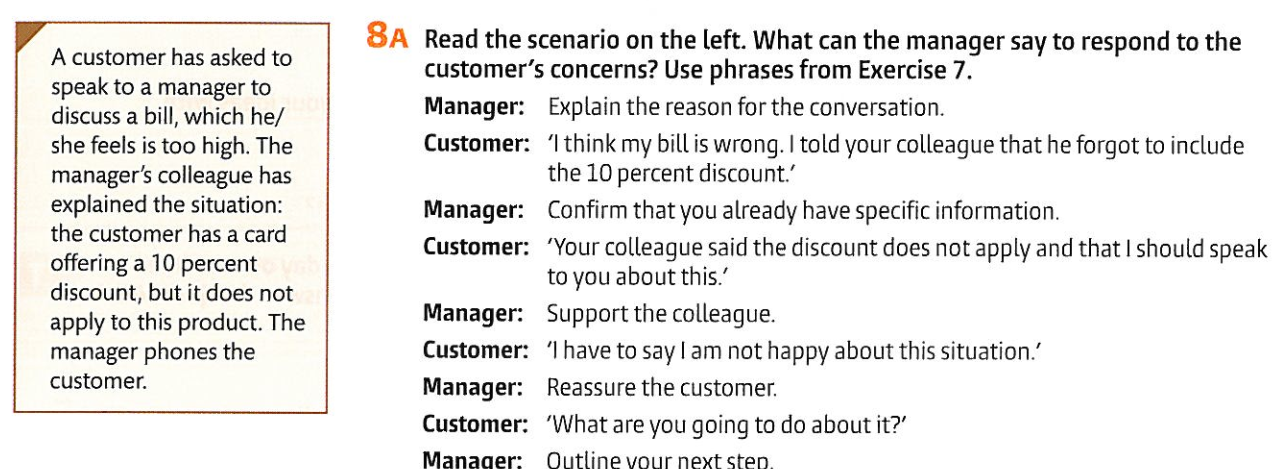 A customer has asked to
speak to a manager to
discuss a bill, which he/
she feels is too high. The
manager's colleague has
explained the situation:
the customer has a card
offering a 10 percent
discount, but it does not
apply to this product. The
manager phones the
customer.
8A Read the scenario on the left. What can the manager say to respond to the
customer's concerns? Use phrases from Exercise 7.
Manager: Explain the reason for the conversation.
Customer: 'I think my bill is wrong. I told your colleague that he forgot to include
the 10 percent discount.'
Manager: Confirm that you already have specific information.
Customer: 'Your colleague said the discount does not apply and that I should speak
to you about this.'
Manager: Support the colleague.
Customer: 'I have to say I am not happy about this situation.'
Manager: Reassure the customer.
Customer: 'What are you going to do about it?'
Manager: Outline your next step.